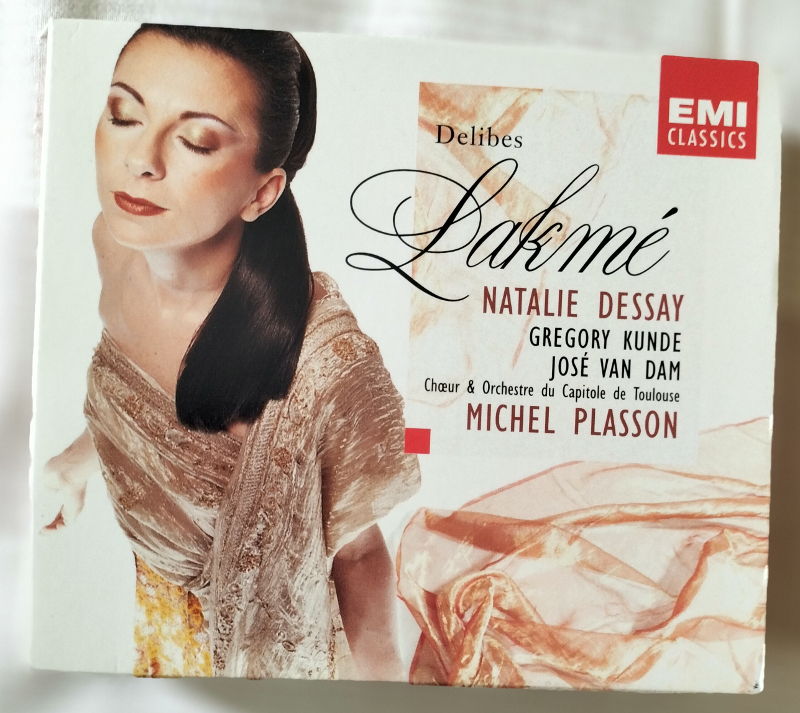 EMI
CLASSICS
Delibes
Lakmé
NATALIE DESSAY
GREGORY KUNDE
JOSÉ VAN DAM
Chœur & Orchestre du Capitole de Toulouse
MICHEL PLASSON